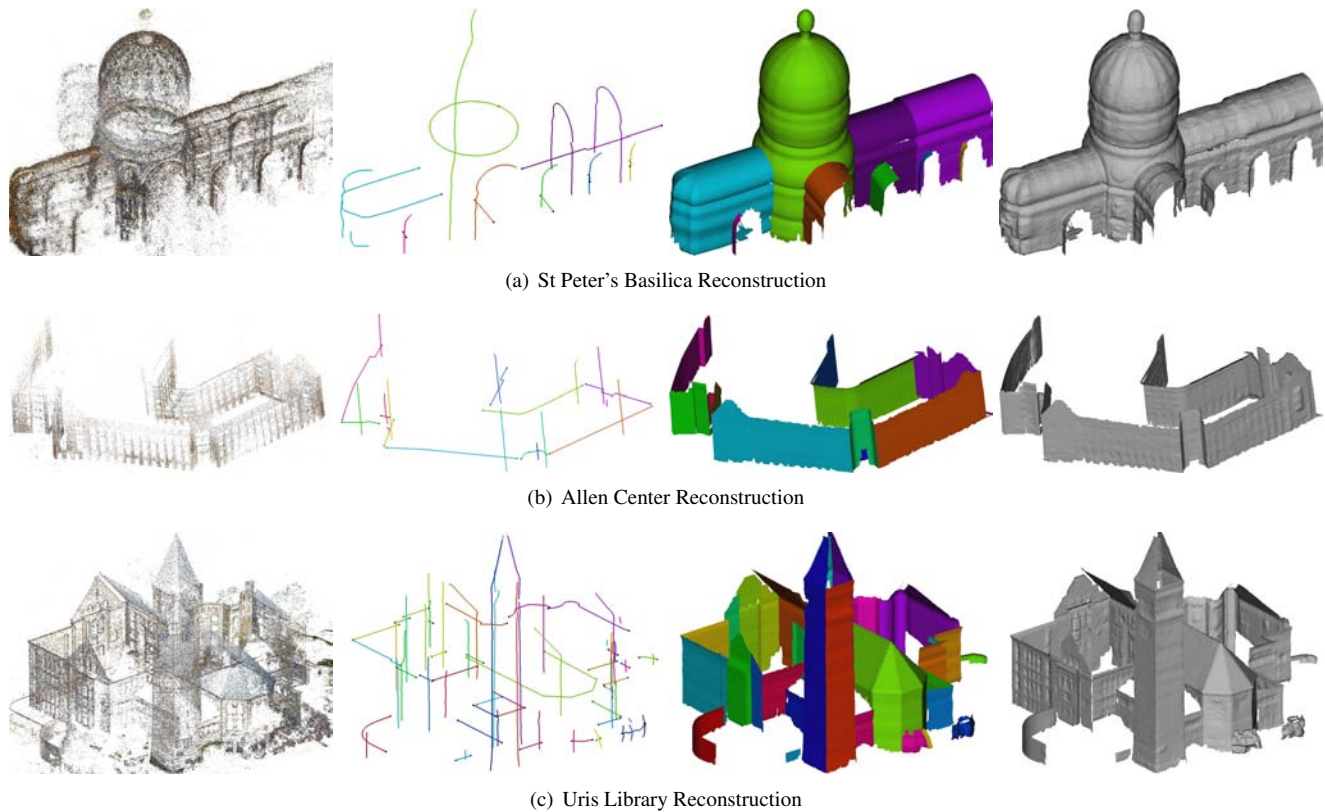 (a) St Peter's Basilica Reconstruction
(b) Allen Center Reconstruction
(c) Uris Library Reconstruction